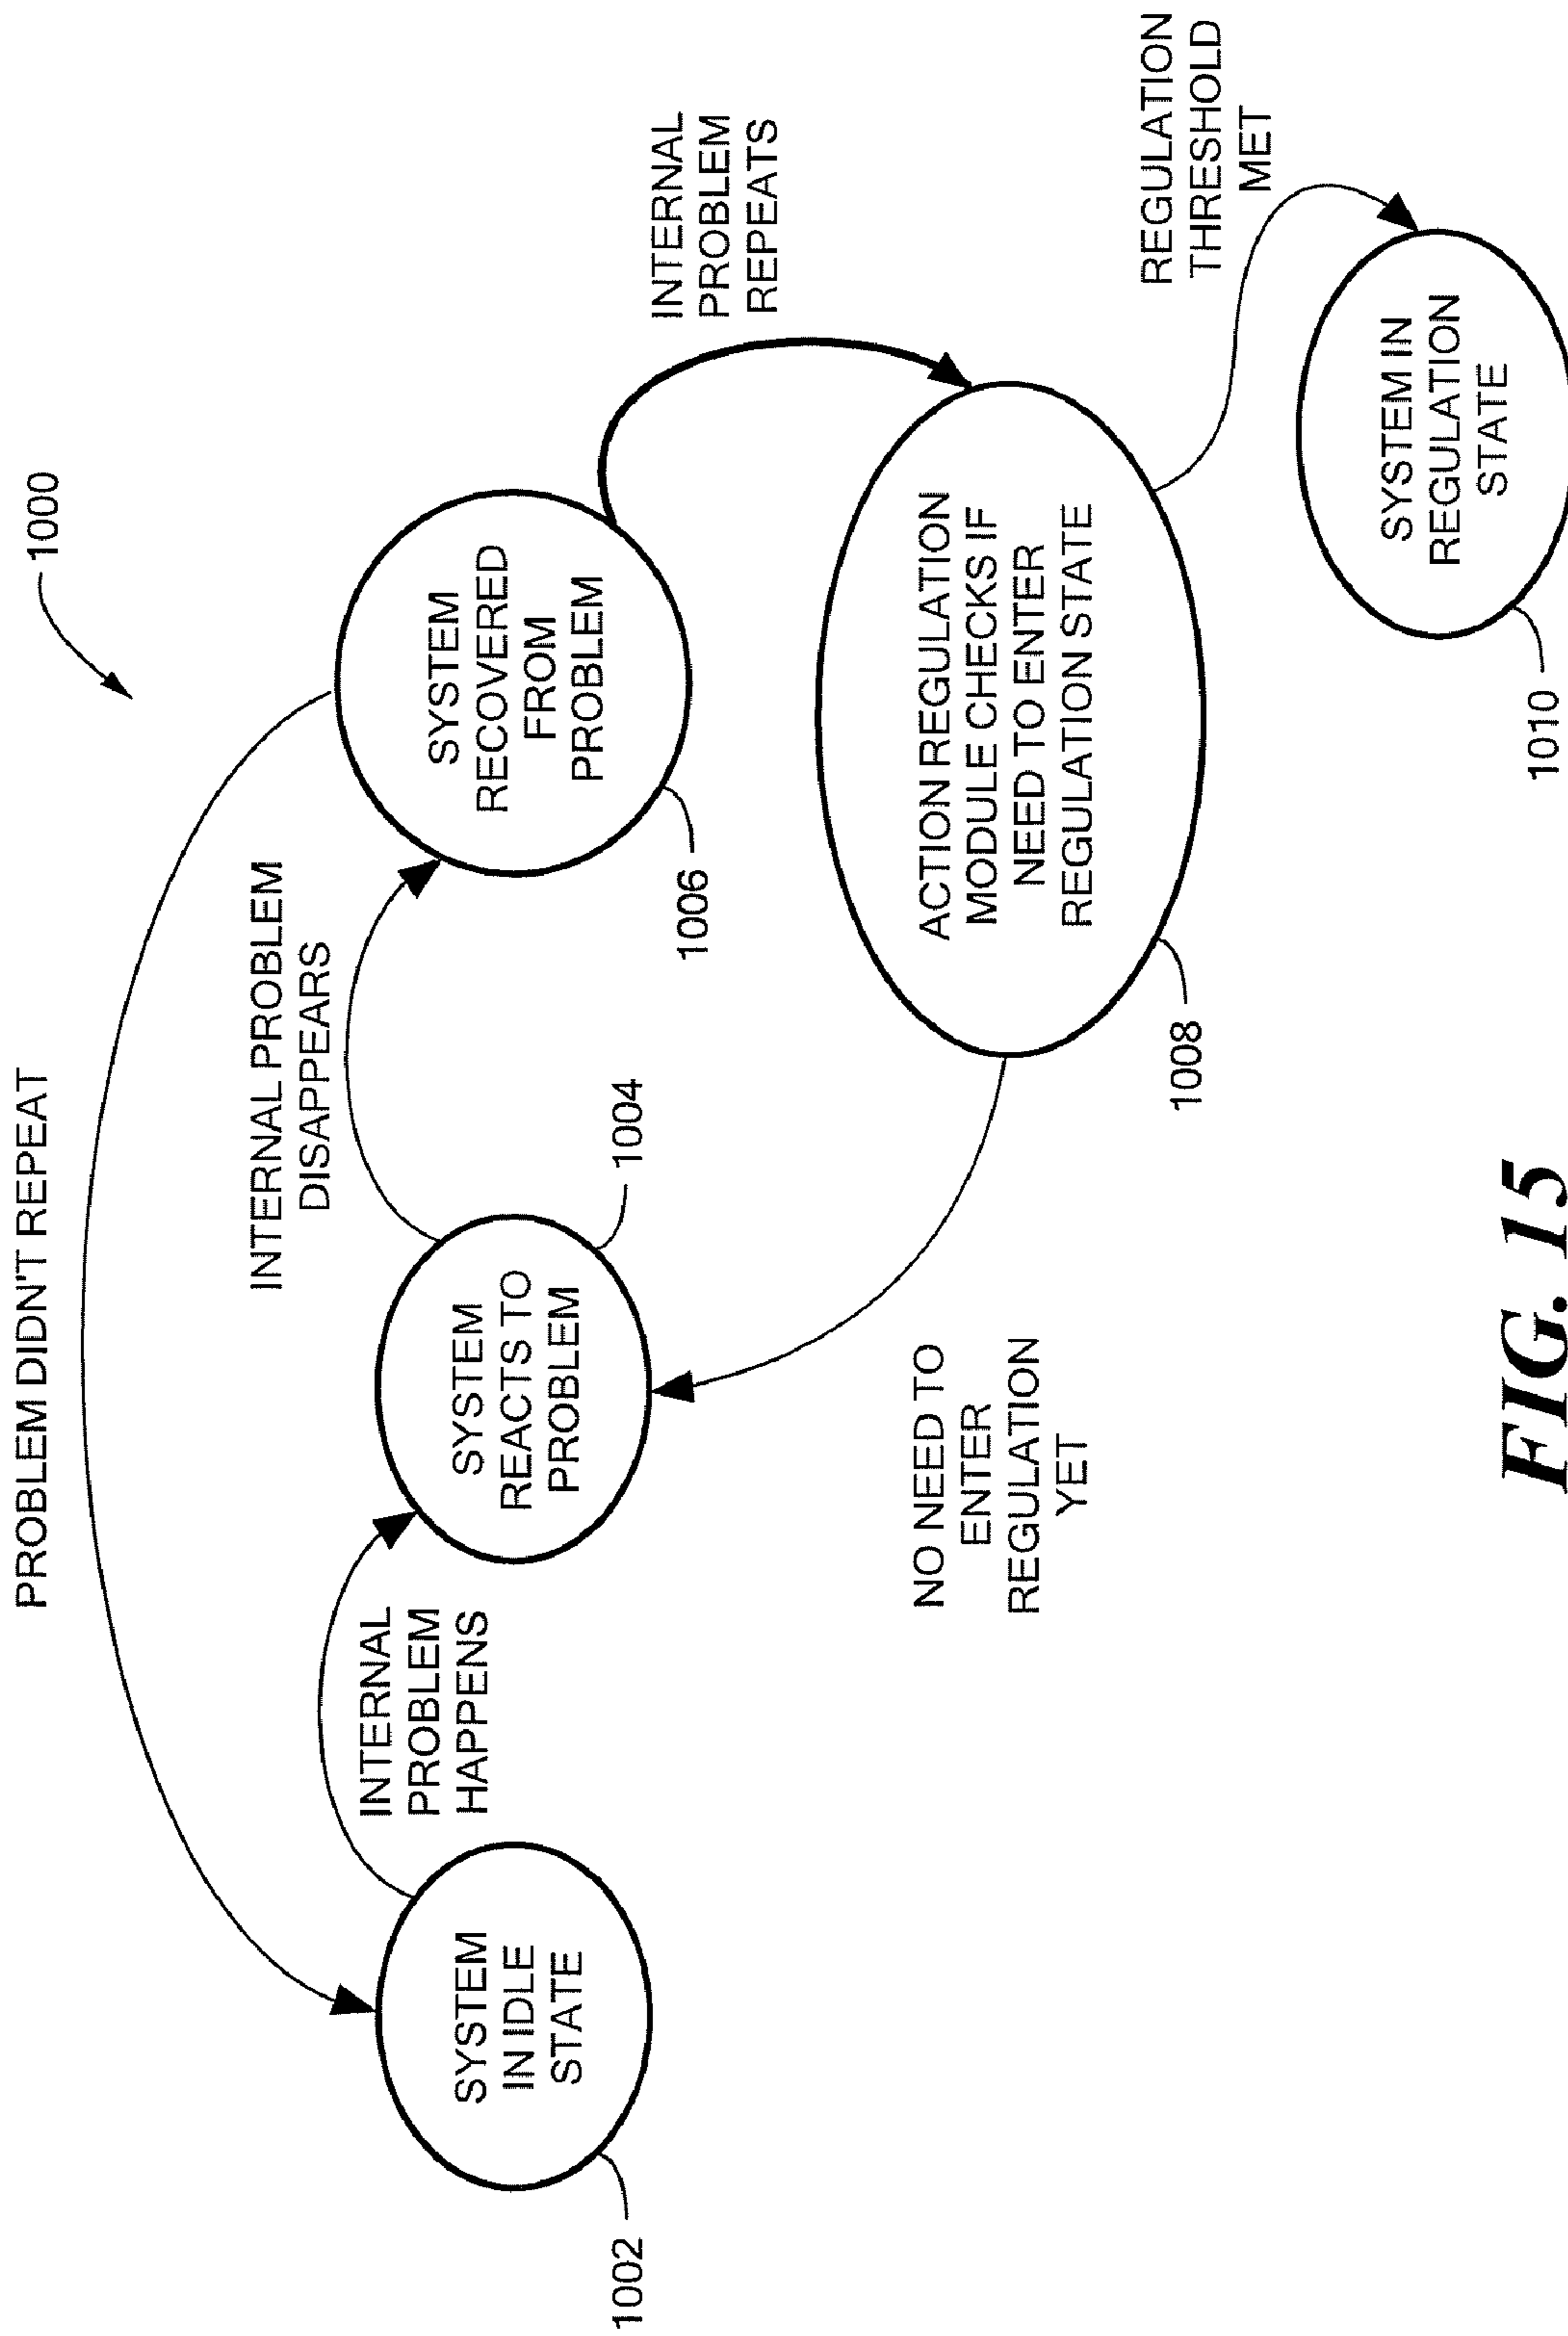 1000
PROBLEM DIDN'T REPEAT
INTERNAL PROBLEM
DISAPPEARS
INTERNAL
PROBLEM
HAPPENS
SYSTEM
IN IDLE
STATE
1002
SYSTEM
REACTS TO
PROBLEM
1004
SYSTEM
RECOVERED
FROM
PROBLEM
1006
INTERNAL
PROBLEM
REPEATS
NO NEED TO
ENTER
REGULATION
YET
ACTION REGULATION
MODULE CHECKS IF
NEED TO ENTER
REGULATION STATE
1008
REGULATION
THRESHOLD
MET
SYSTEM IN
REGULATION
STATE
1010
FIG. 15